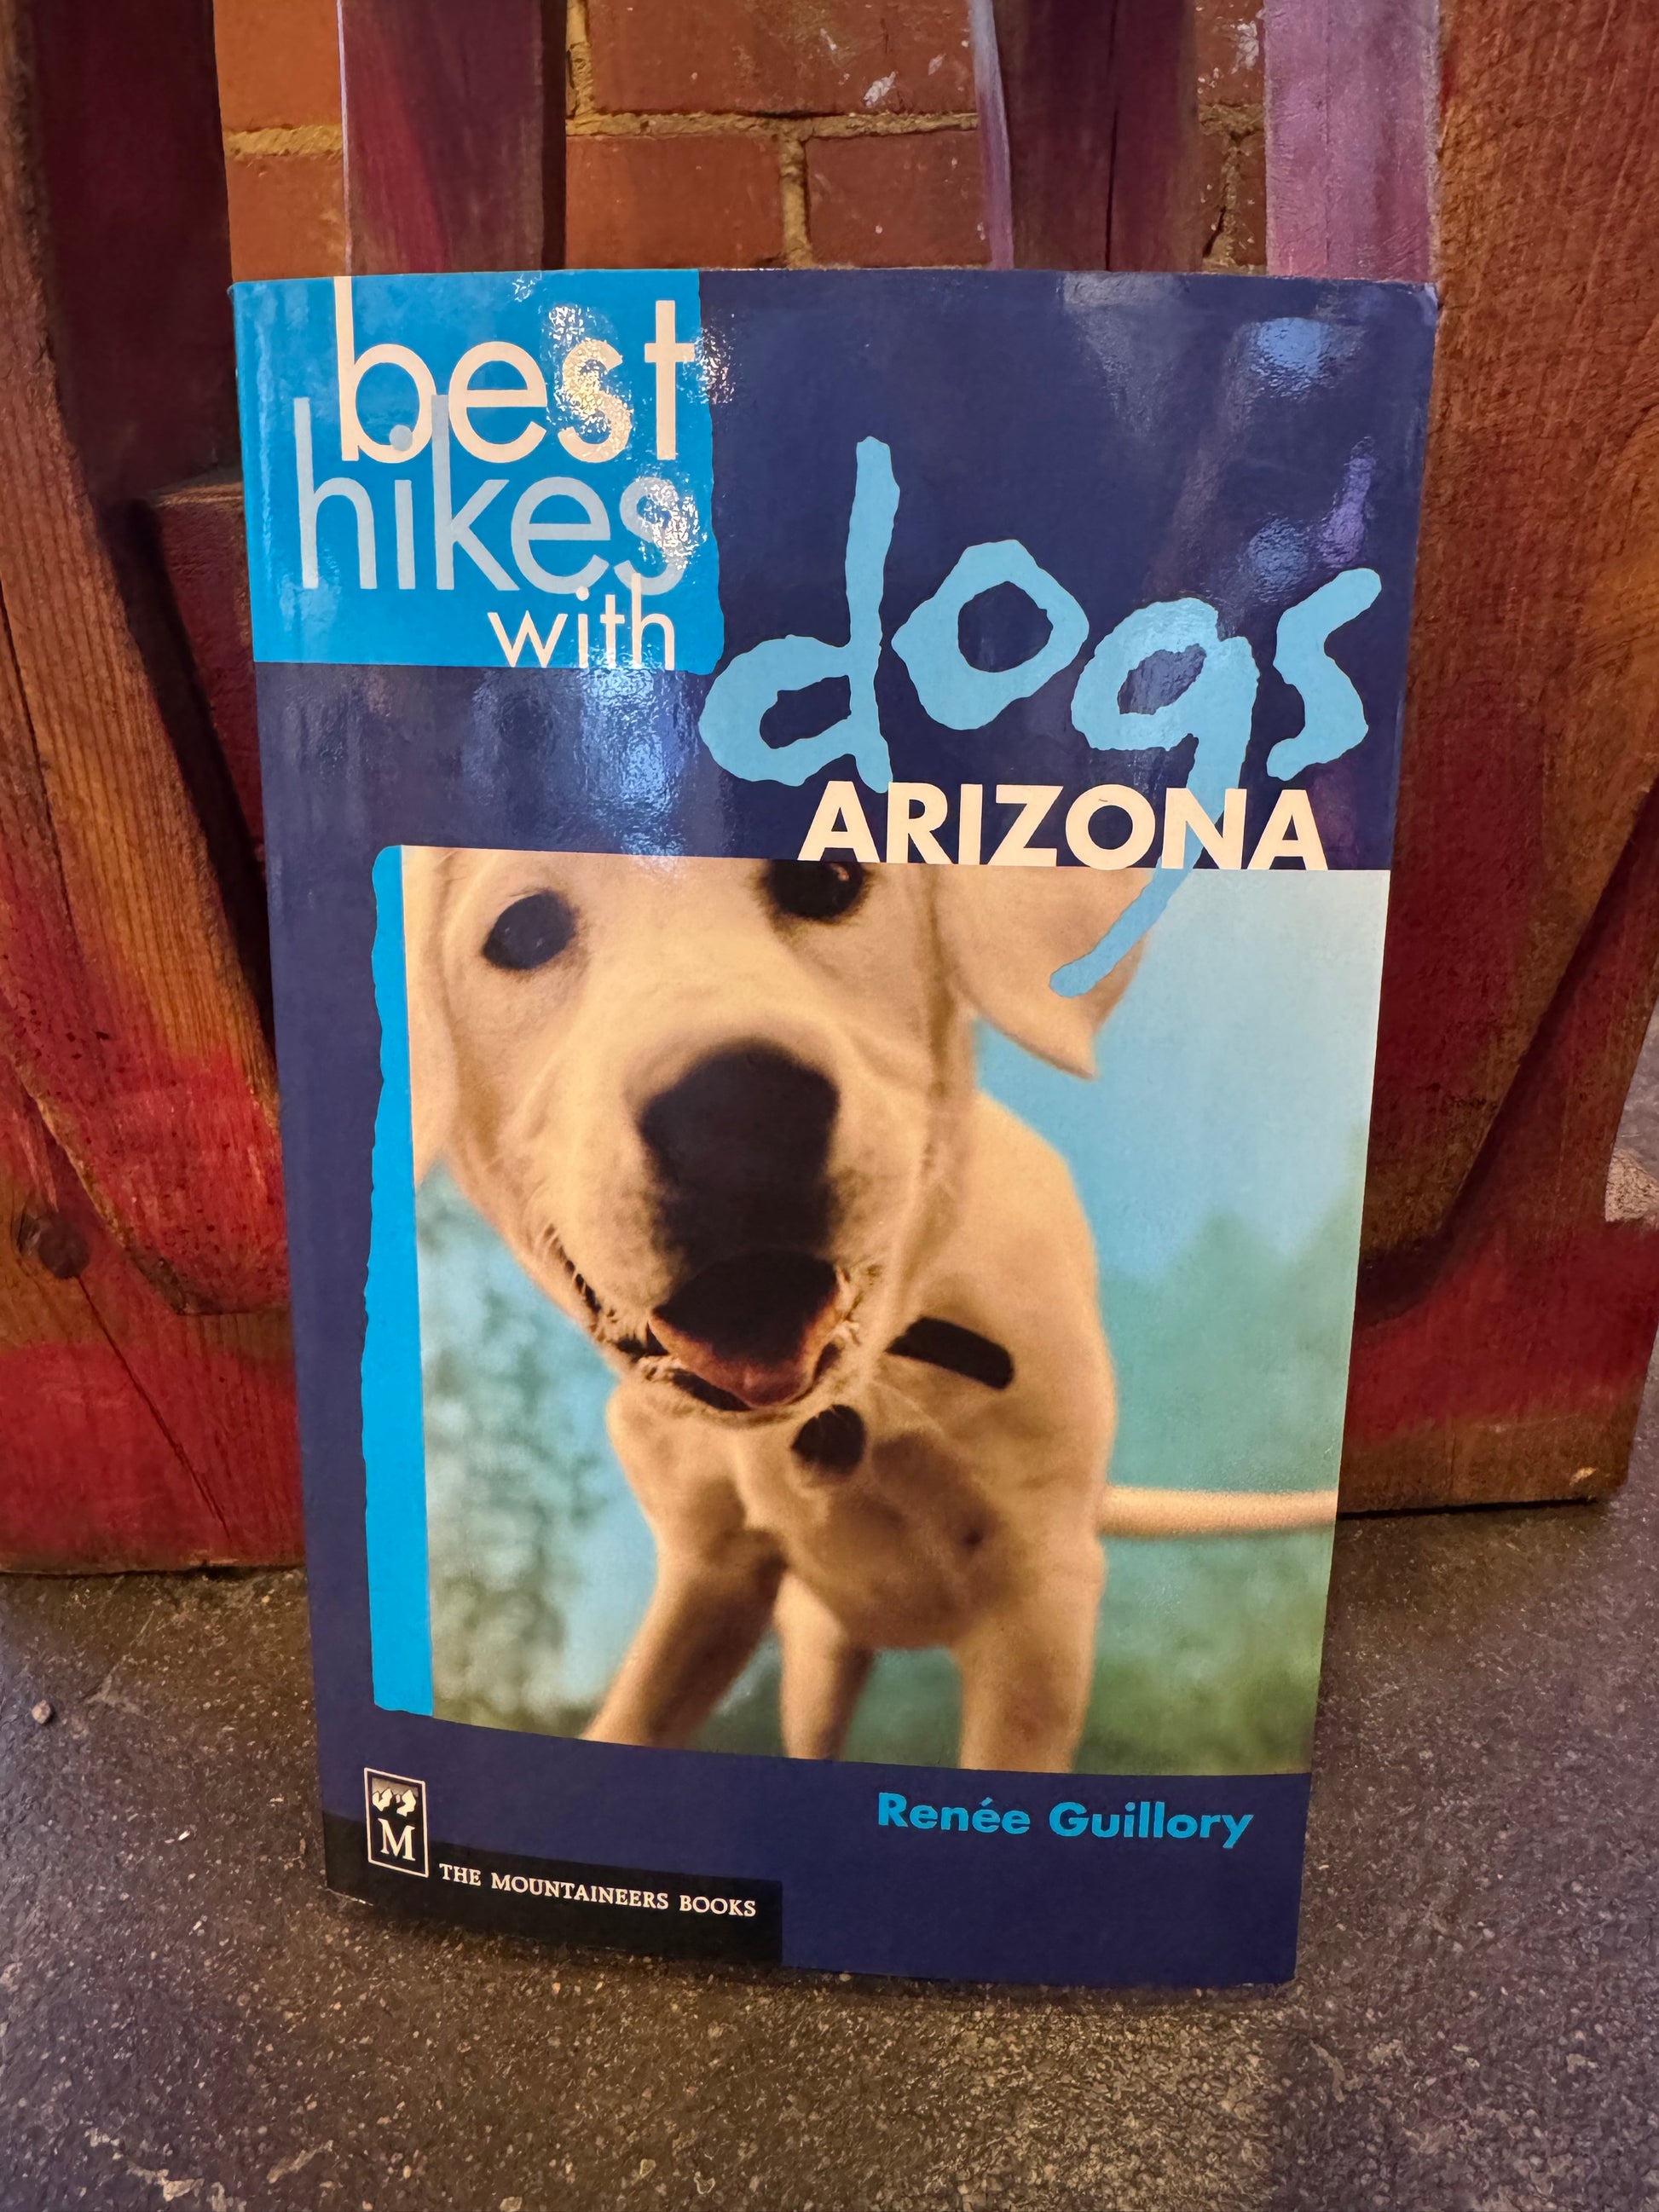 best
hikes
with
dogs
ARIZONA
Renée Guillory
M
THE MOUNTAINEERS BOOKS